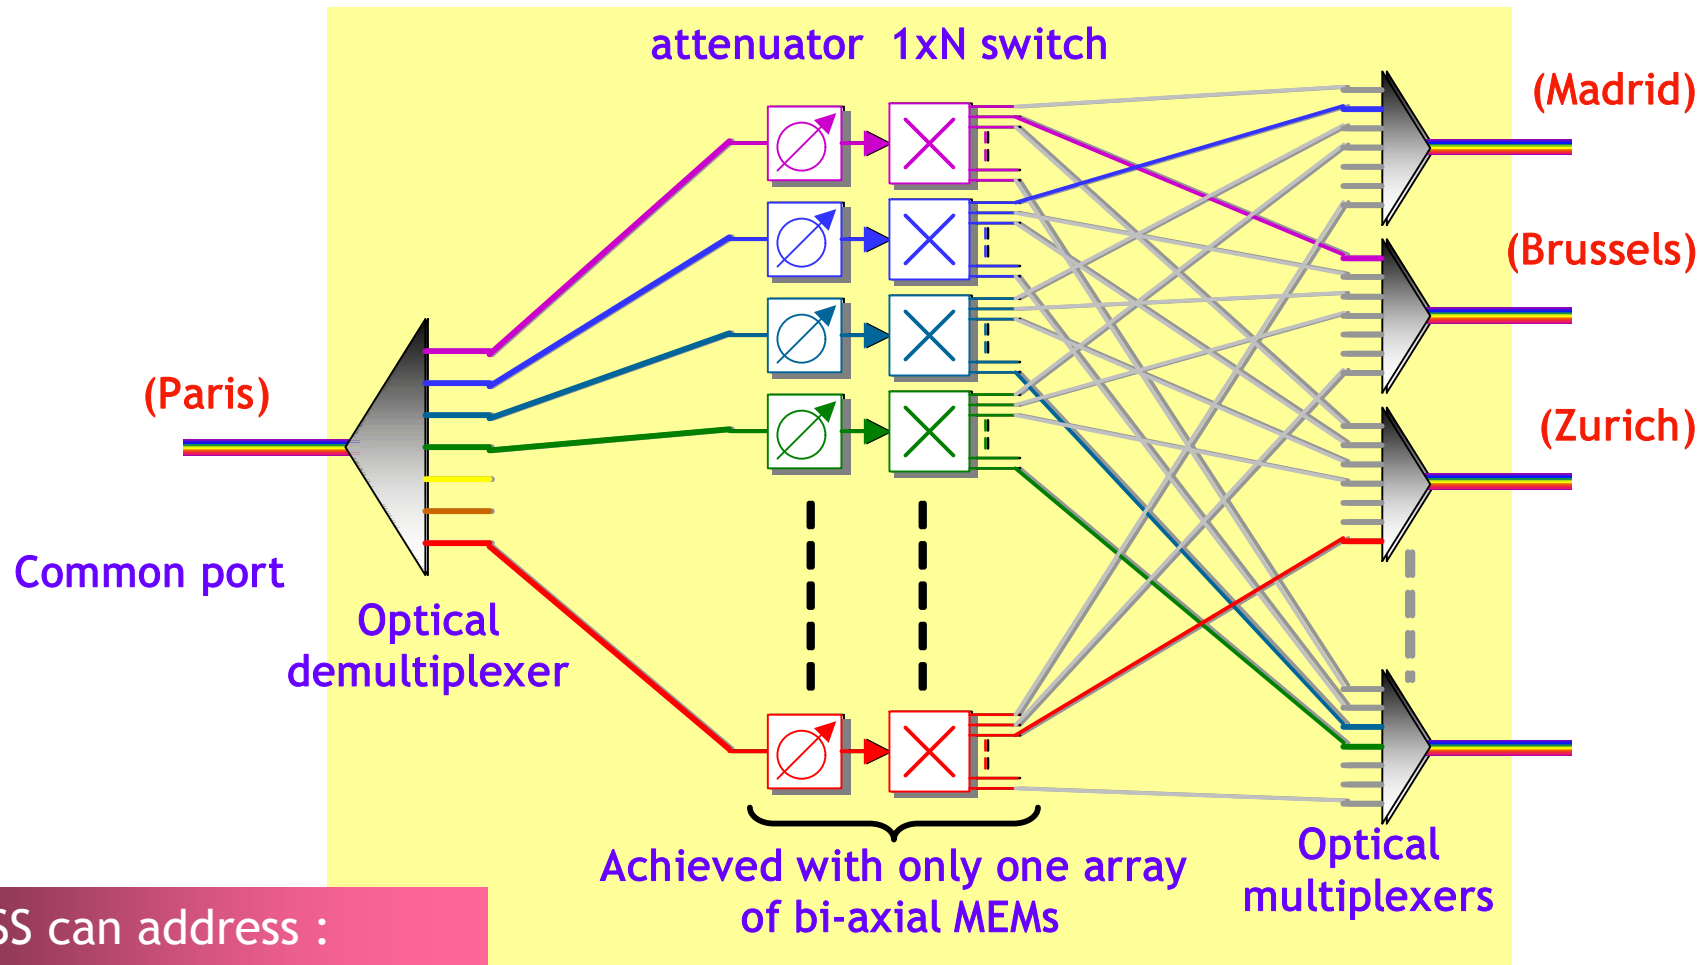 attenuator 1xN switch
(Madrid)
(Brussels)
(Paris)
(Zurich)
Common port
Optical
demultiplexer
Achieved with only one array
of bi-axial MEMs
Optical
multiplexers
can address :